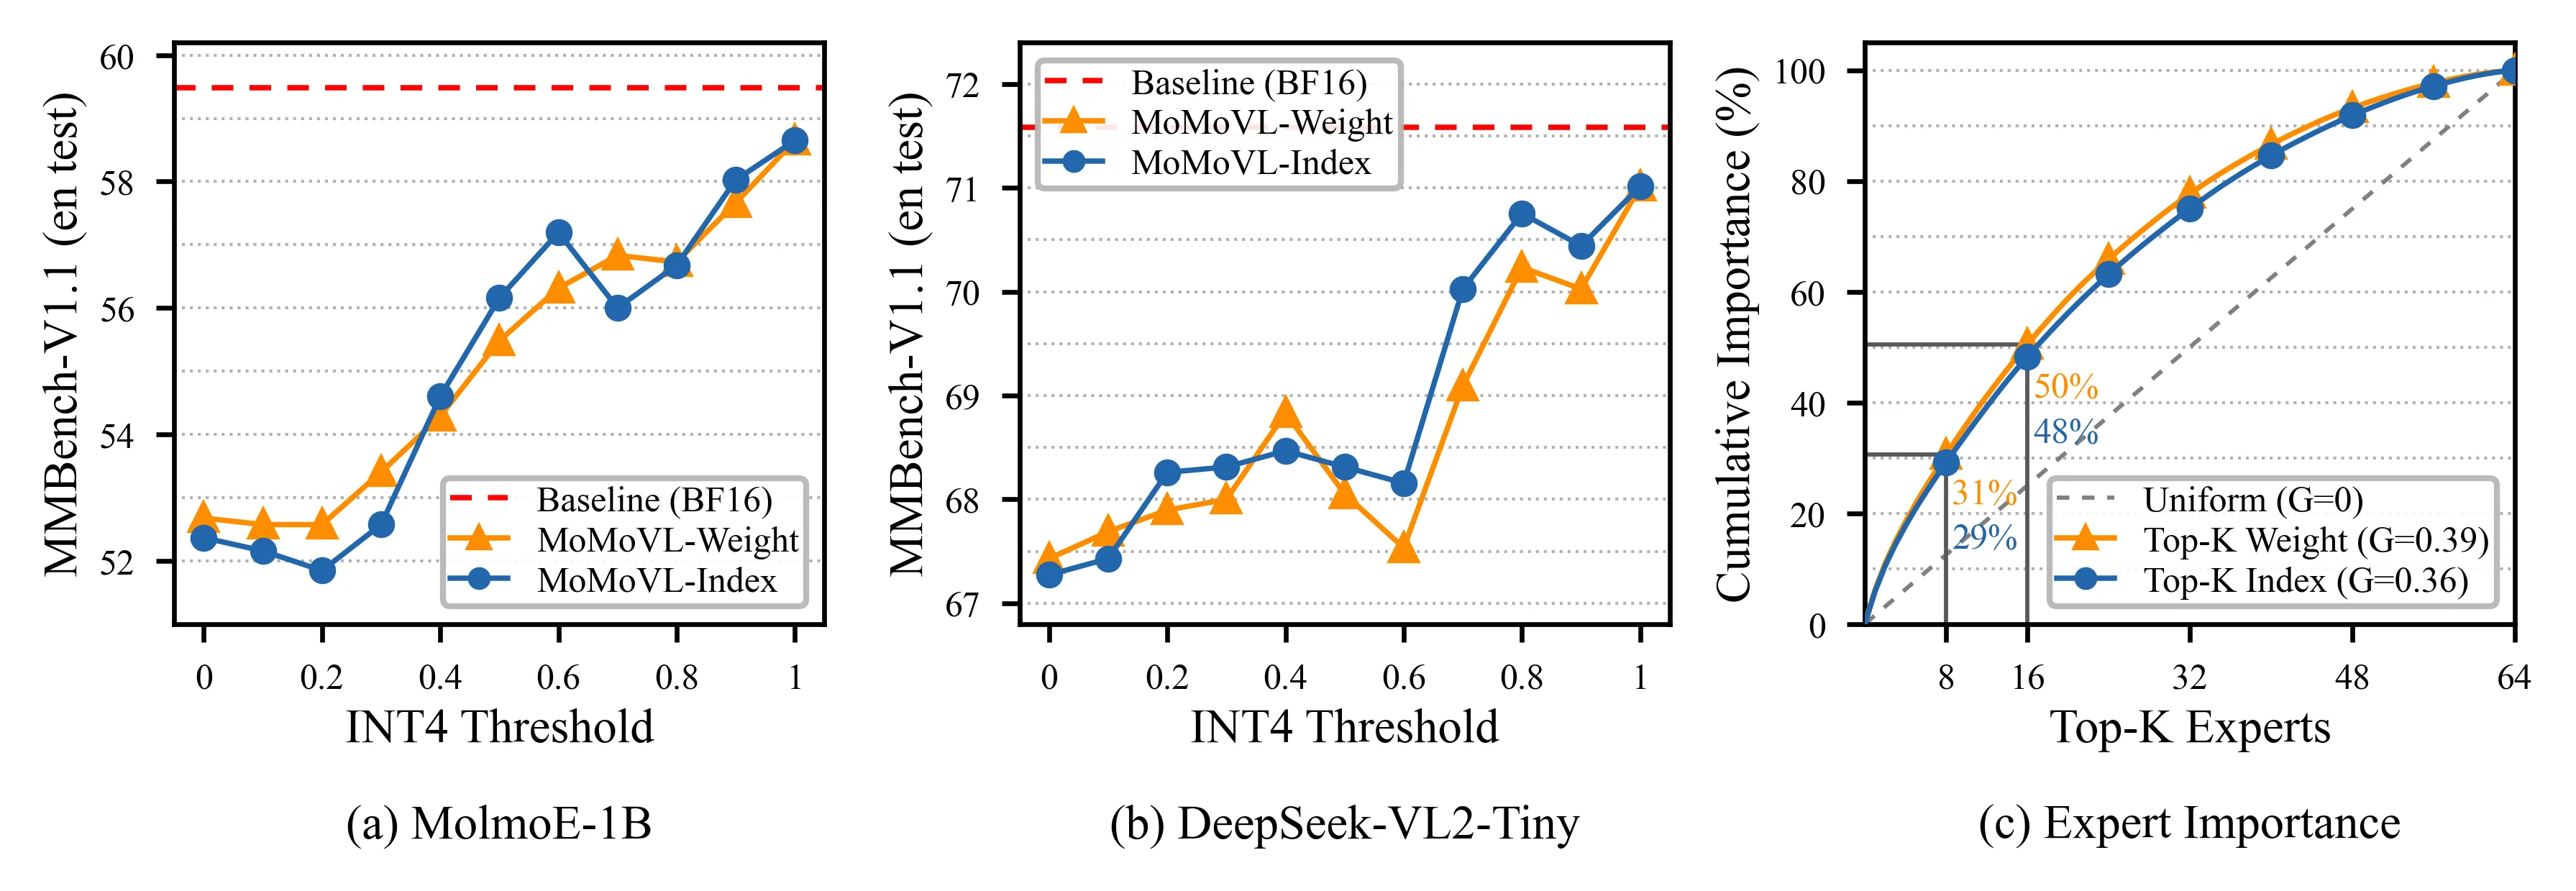 MMBench-V1.1 (en test)
60
58
56
54
52
Baseline (BF16)
MoMoVL-Weight
MoMoVL-Index
0 0.2 0.4 0.6 0.8 1
INT4 Threshold
(a) MolmoE-1B
MMBench-V1.1 (en test)
72
71
70
69
68
67
Baseline (BF16)
MoMoVL-Weight
MoMoVL-Index
0 0.2 0.4 0.6 0.8 1
INT4 Threshold
(b) DeepSeek-VL2-Tiny
Cumulative Importance (%)
100
80
60
40
20
0
50%
48%
31%
29%
Uniform (G=0)
Top-K Weight (G=0.39)
Top-K Index (G=0.36)
8 16 32 48 64
Top-K Experts
(c) Expert Importance